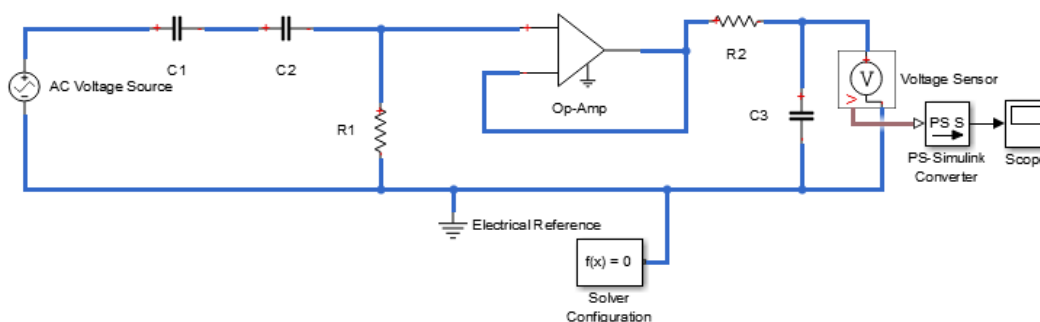 C1
C2
R2
AC Voltage Source
V
Voltage Sensor
Op-Amp
R1
C3
PS S
PS-Simulink
Converter
Scope
Electrical Reference
f(x) = 0
Solver
Configuration